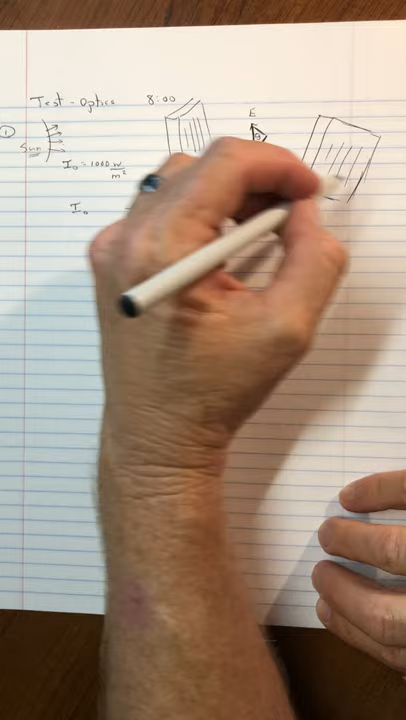 Test - Optics 8:00
E
θ
①
Sun
I₀ = 1000 W/m²
I₀